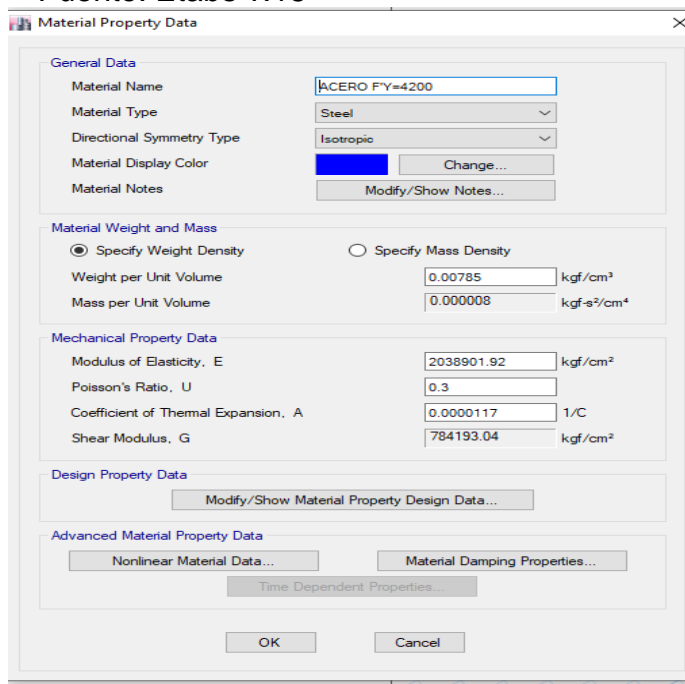 Material Property Data
General Data
Material Name ACERO F'Y=4200
Material Type Steel
Directional Symmetry Type Isotropic
Material Display Color Change...
Material Notes Modify/Show Notes...
Material Weight and Mass
Specify Weight Density Specify Mass Density
Weight per Unit Volume 0.00785 kgf/cm³
Mass per Unit Volume 0.000008 kgf-s²/cm⁴
Mechanical Property Data
Modulus of Elasticity, E 2038901.92 kgf/cm²
Poisson's Ratio, U 0.3
Coefficient of Thermal Expansion, A 0.0000117 1/C
Shear Modulus, G 784193.04 kgf/cm²
Design Property Data
Modify/Show Material Property Design Data...
Advanced Material Property Data
Nonlinear Material Data... Material Damping Properties...
Time Dependent Properties...
OK Cancel